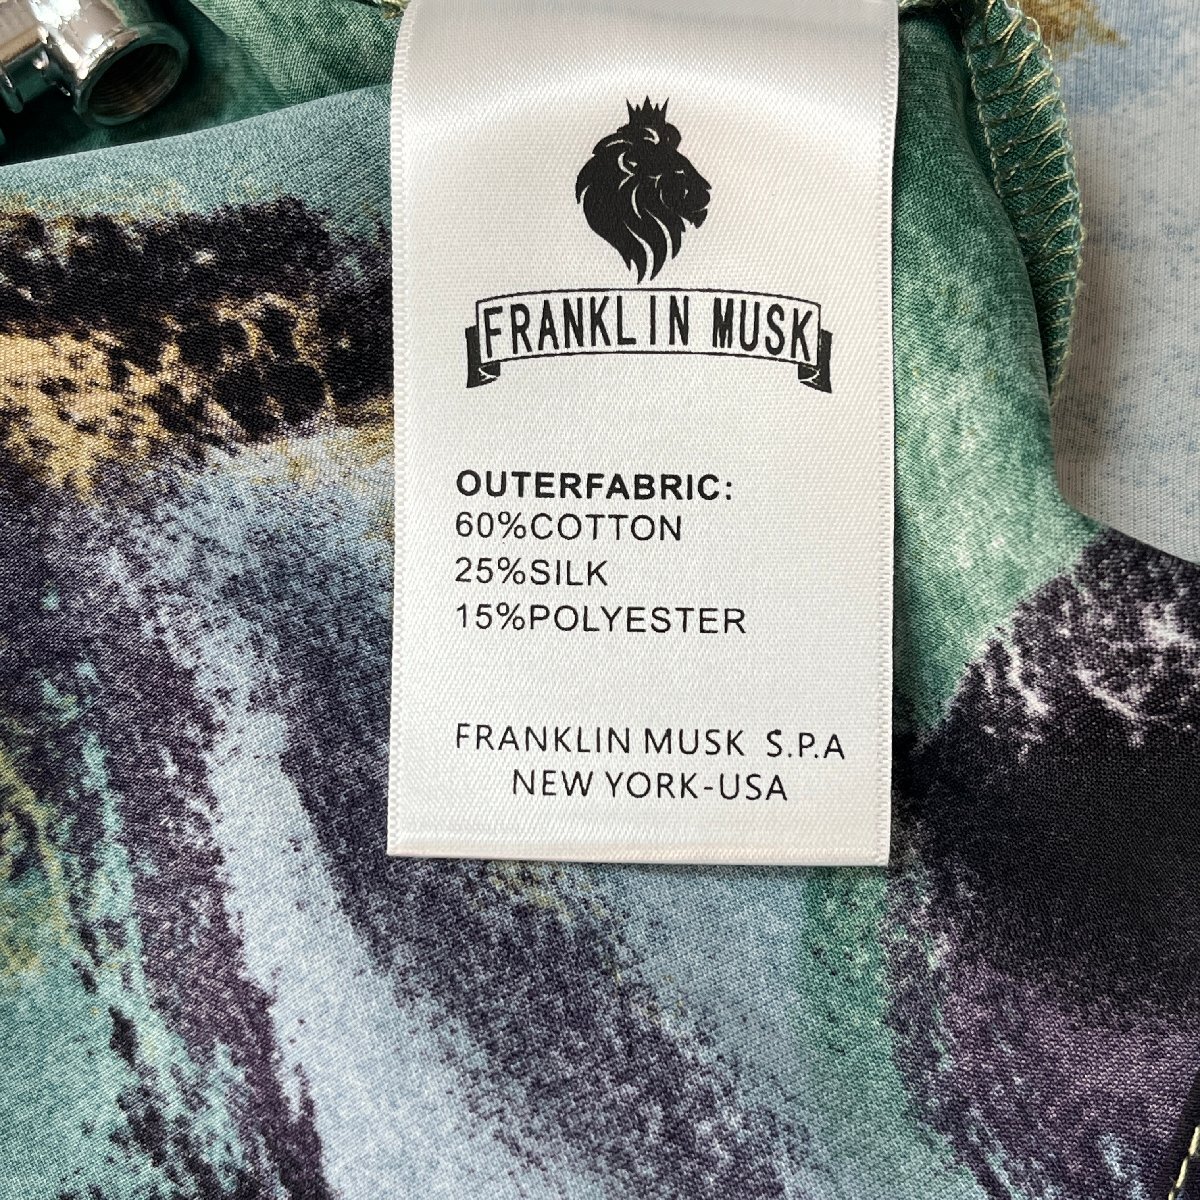 FRANKLIN MUSK
OUTERFABRIC:
60%COTTON
25%SILK
15%POLYESTER
FRANKLIN MUSK S.P.A
NEW YORK-USA